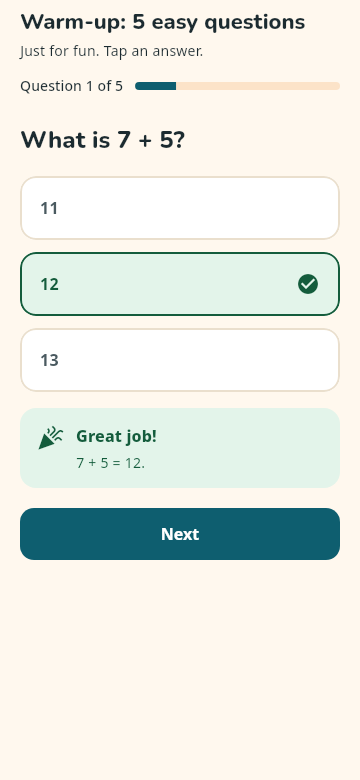 Warm-up: 5 easy questions
Just for fun. Tap an answer.
Question 1 of 5
What is 7 + 5?
11
12
13
Great job!
7 + 5 = 12.
Next